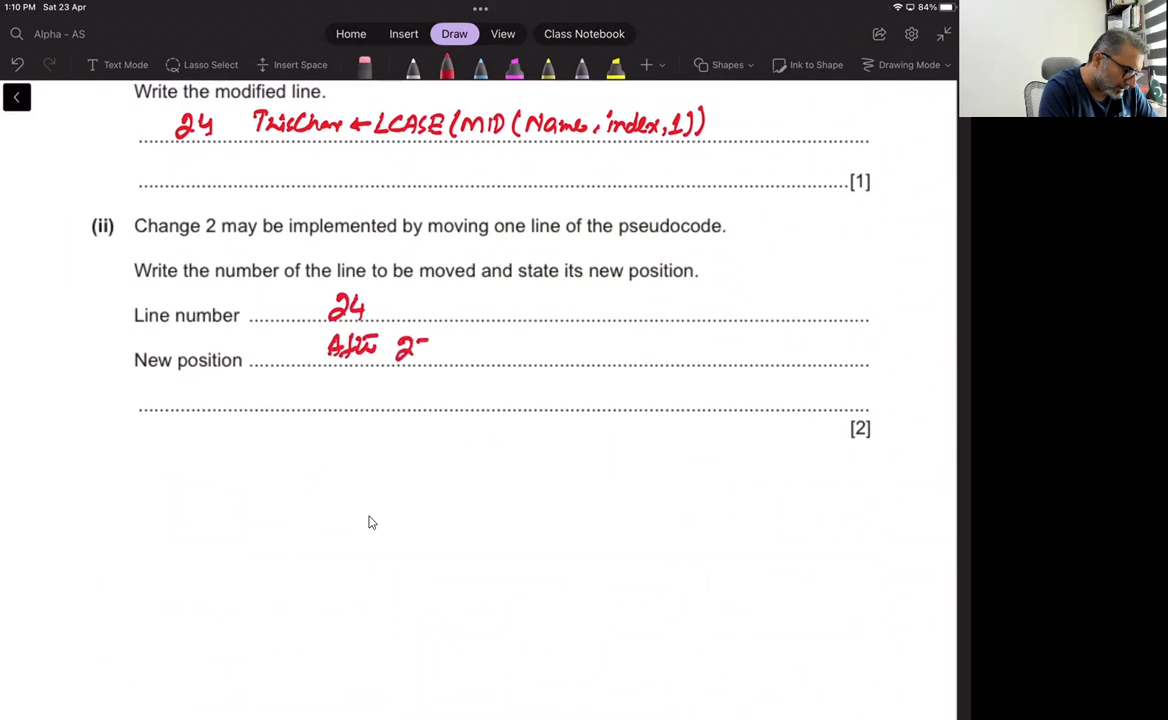 1:10 PM Sat 23 Apr
84%
Alpha - AS
Home Insert Draw View Class Notebook
Text Mode Lasso Select Insert Space Shapes Ink to Shape Drawing Mode
Write the modified line.
24 ThisChar ← LCASE(MID(Name, index, 1))
[1]
(ii) Change 2 may be implemented by moving one line of the pseudocode.
Write the number of the line to be moved and state its new position.
Line number 24
New position After 2
[2]